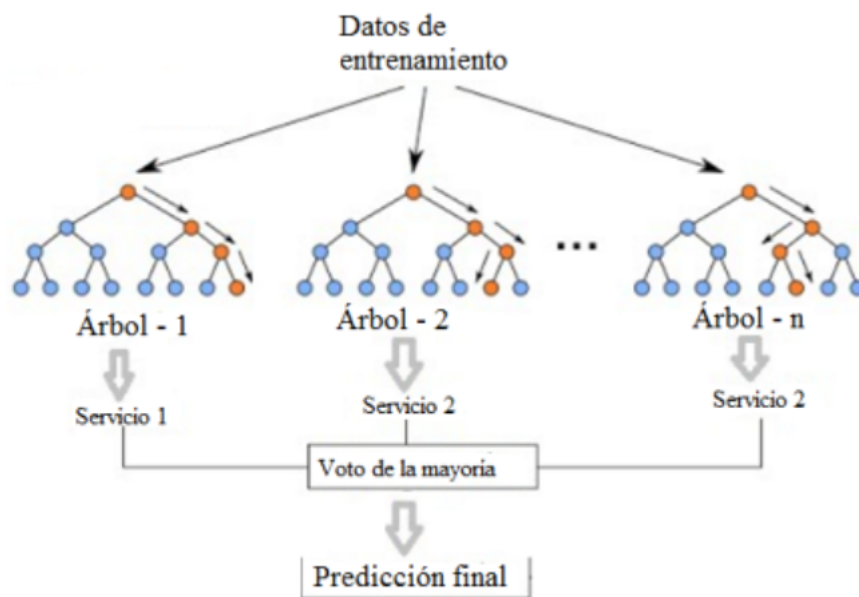 Datos de
entrenamiento
Árbol - 1
Árbol - 2
Árbol - n
Servicio 1
Servicio 2
Servicio 2
Voto de la mayoria
Predicción final